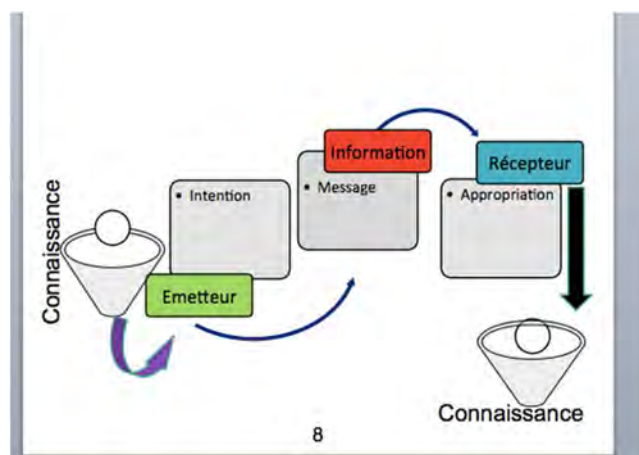 Connaissance
• Intention
Emetteur
Information
• Message
Récepteur
• Appropriation
Connaissance
8